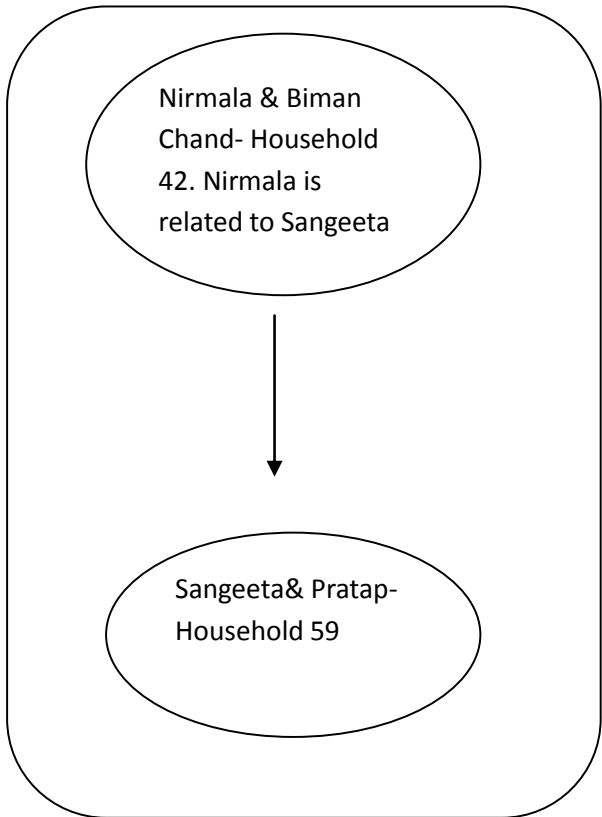 Nirmala & Biman
Chand- Household
42. Nirmala is
related to Sangeeta
Sangeeta& Pratap-
Household 59